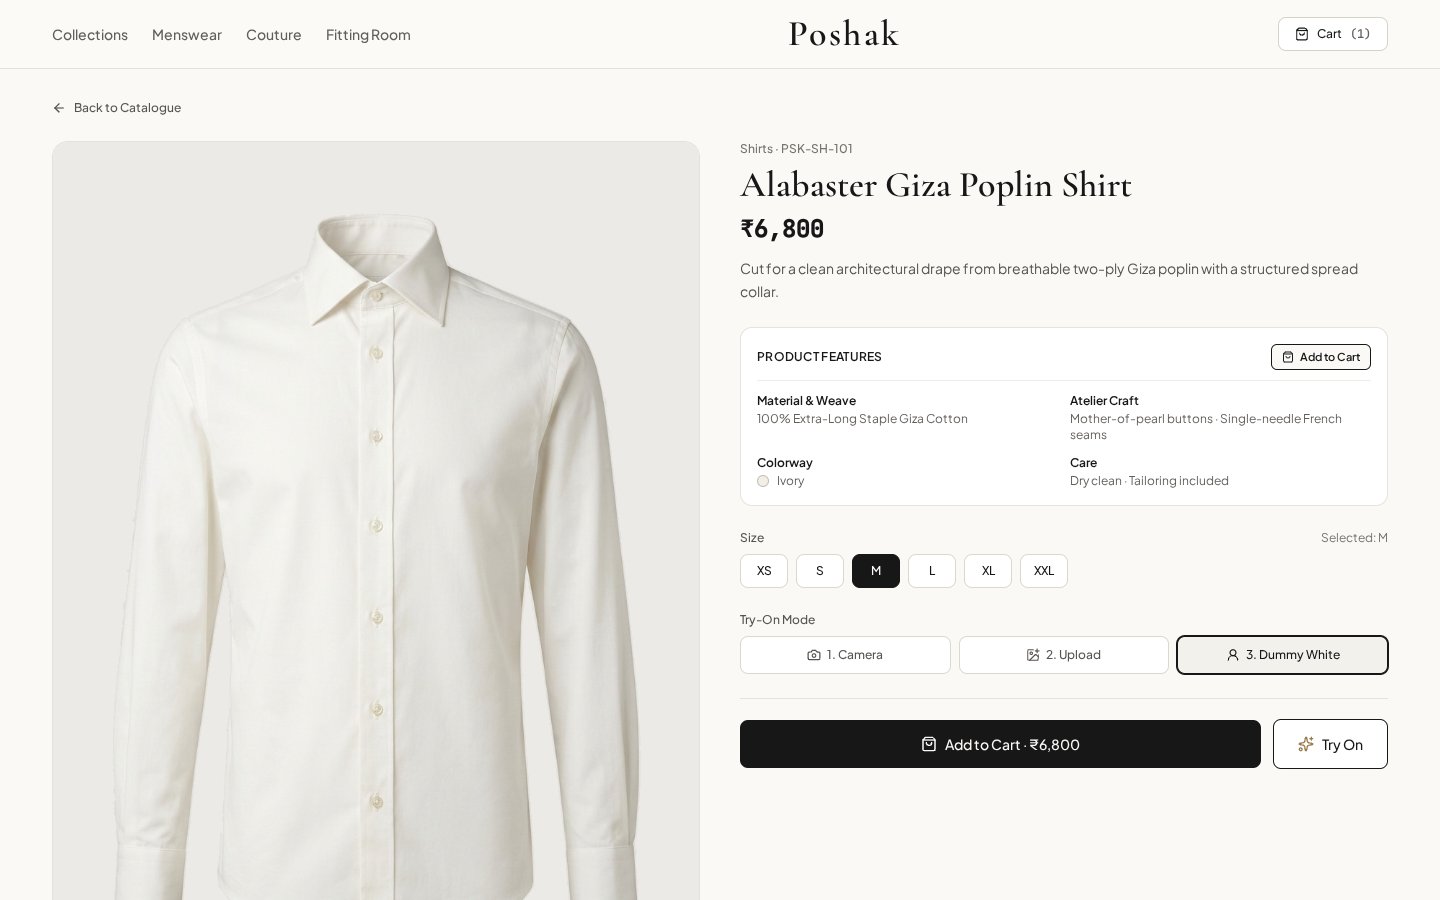 Collections
Menswear
Couture
Fitting Room
Poshak
Cart (1)
Back to Catalogue
Shirts · PSK-SH-101
Alabaster Giza Poplin Shirt
₹6,800
Cut for a clean architectural drape from breathable two-ply Giza poplin with a structured spread
collar.
PRODUCT FEATURES
Add to Cart
Material & Weave
100% Extra-Long Staple Giza Cotton
Atelier Craft
Mother-of-pearl buttons · Single-needle French
seams
Colorway
Ivory
Care
Dry clean · Tailoring included
Size
Selected: M
XS
S
M
L
XL
XXL
Try-On Mode
1. Camera
2. Upload
3. Dummy White
Add to Cart · ₹6,800
Try On